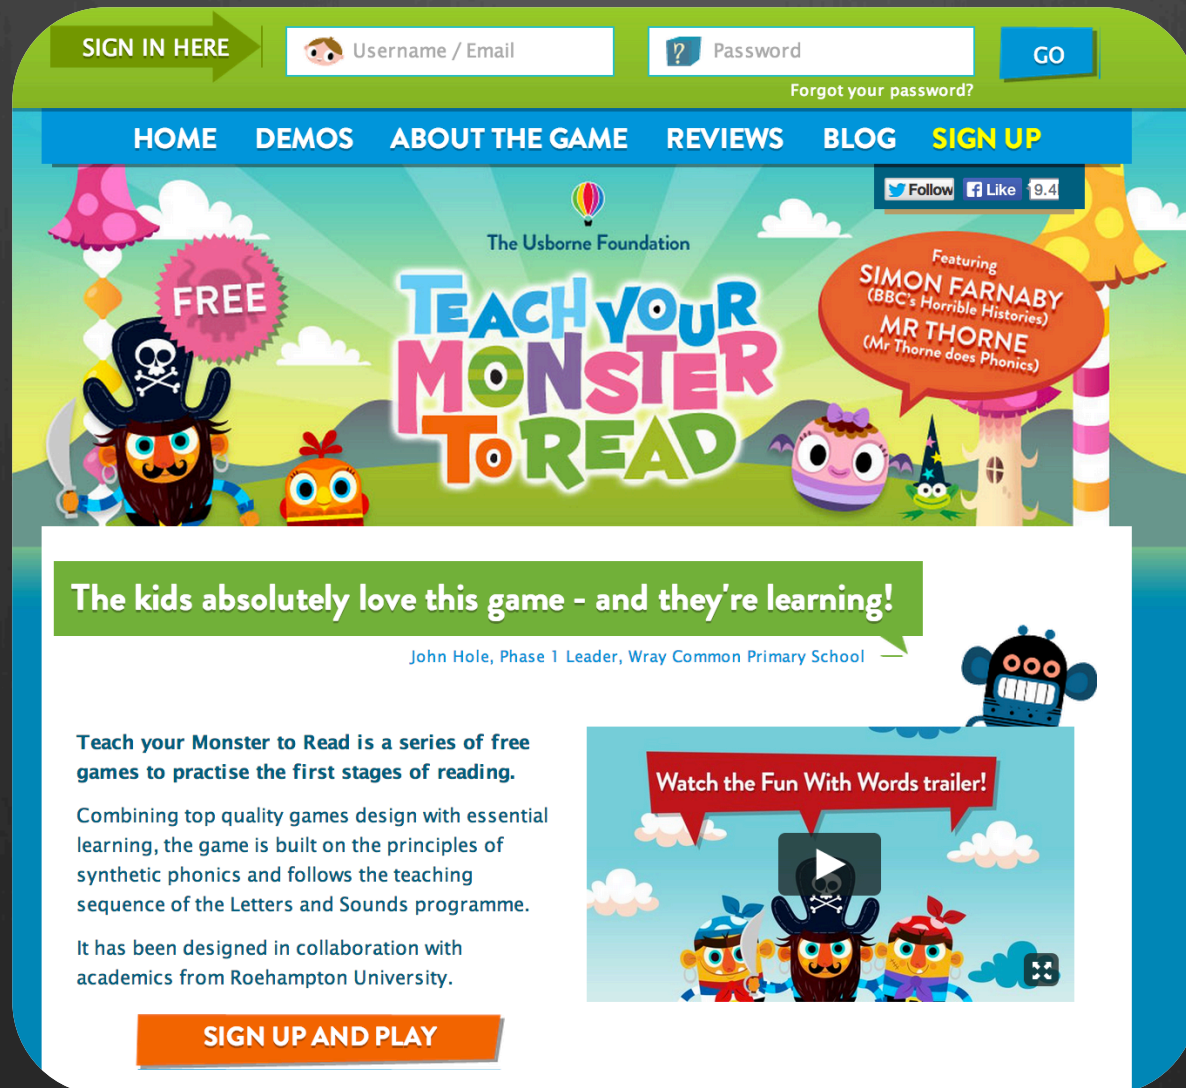 SIGN IN HERE
Username / Email
?
Password
GO
Forgot your password?
HOME DEMOS ABOUT THE GAME REVIEWS BLOG SIGN UP
Follow
Like
9.4
The Usborne Foundation
FREE
TEACH YOUR
MONSTER
TO READ
Featuring
SIMON FARNABY
(BBC's Horrible Histories)
MR THORNE
(Mr Thorne does Phonics)
The kids absolutely love this game - and they're learning!
John Hole, Phase 1 Leader, Wray Common Primary School
Teach your Monster to Read is a series of free
games to practise the first stages of reading.
Combining top quality games design with essential
learning, the game is built on the principles of
synthetic phonics and follows the teaching
sequence of the Letters and Sounds programme.
It has been designed in collaboration with
academics from Roehampton University.
SIGN UP AND PLAY
Watch the Fun With Words trailer!